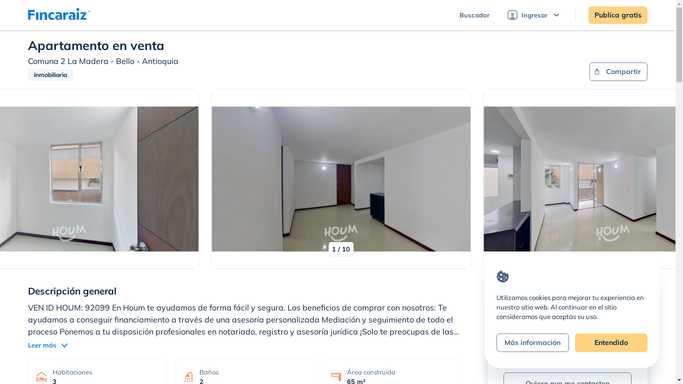 Fincaraiz
Buscador
Ingresar
Publica gratis
Apartamento en venta
Comuna 2 La Madera - Bello - Antioquia
Inmobiliaria
Compartir
HOUM
HOUM
HOUM
1 / 10
Descripción general
VEN ID HOUM: 92099 En Houm te ayudamos de forma fácil y segura. Los beneficios de comprar con nosotros: Te
ayudamos a conseguir financiamiento a través de una asesoría personalizada Mediación y seguimiento de todo el
proceso Ponemos a tu disposición profesionales en notariado, registro y asesoría jurídica ¡Solo te preocupas de las...
Leer más
Habitaciones
3
Baños
2
Área construida
65 m²
Utilizamos cookies para mejorar tu experiencia en
nuestro sitio web. Al continuar en el sitio
consideramos que aceptas su uso.
Más información
Entendido
Quiero que me contacten